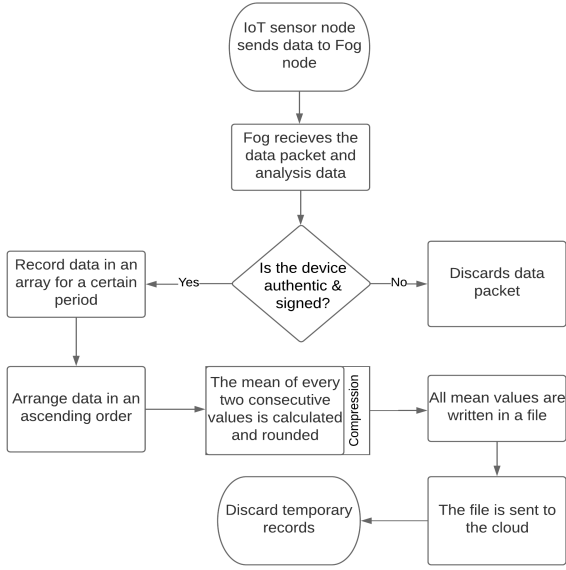 IoT sensor node
sends data to Fog
node
Fog recieves the
data packet and
analysis data
Is the device
authentic &
signed?
Yes
No
Record data in an
array for a certain
period
Discards data
packet
Arrange data in an
ascending order
The mean of every
two consecutive
values is calculated
and rounded
Compression
All mean values are
written in a file
The file is sent to
the cloud
Discard temporary
records